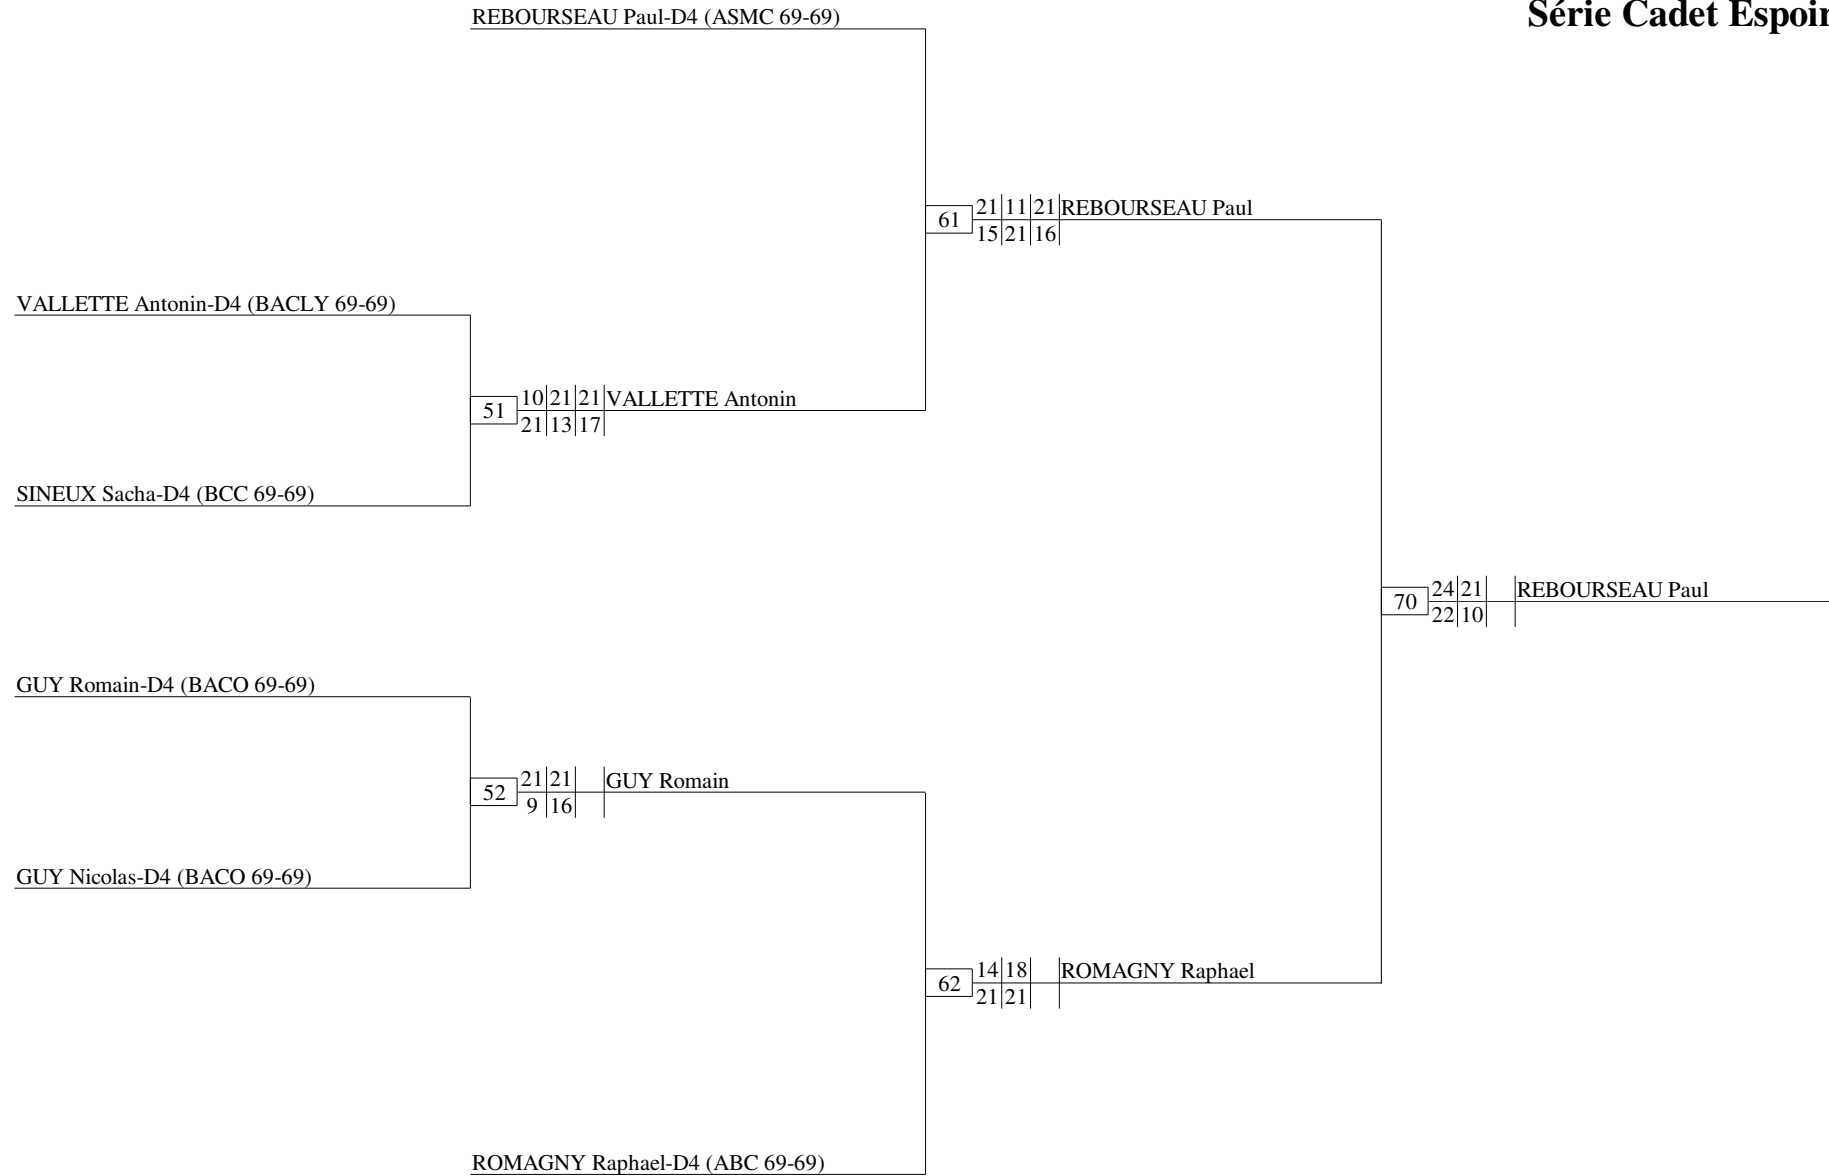 REBOURSEAU Paul-D4 (ASMC 69-69)
Série Cadet Espoir
21 11 21 REBOURSEAU Paul
61
15 21 16
VALLETTE Antonin-D4 (BACLY 69-69)
10 21 21 VALLETTE Antonin
51
21 13 17
SINEUX Sacha-D4 (BCC 69-69)
24 21 REBOURSEAU Paul
70
22 10
GUY Romain-D4 (BACO 69-69)
21 21 GUY Romain
52
9 16
GUY Nicolas-D4 (BACO 69-69)
14 18 ROMAGNY Raphael
62
21 21
ROMAGNY Raphael-D4 (ABC 69-69)